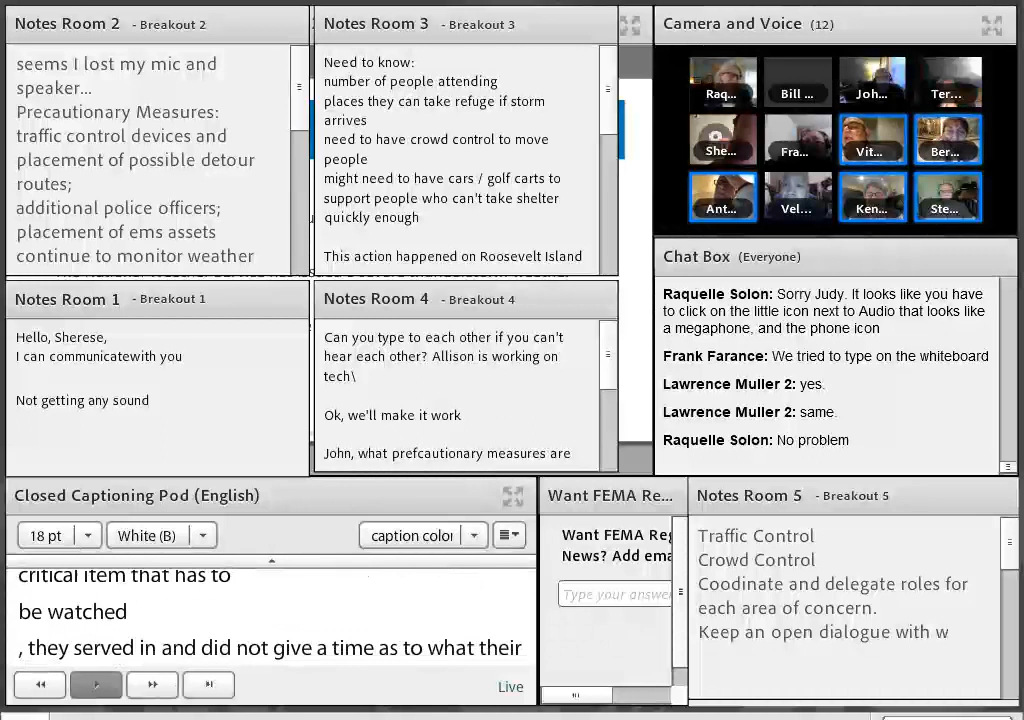 Notes Room 2 - Breakout 2
seems I lost my mic and
speaker...
Precautionary Measures:
traffic control devices and
placement of possible detour
routes;
additional police officers;
placement of ems assets
continue to monitor weather
Notes Room 3 - Breakout 3
Need to know:
number of people attending
places they can take refuge if storm
arrives
need to have crowd control to move
people
might need to have cars / golf carts to
support people who can't take shelter
quickly enough
This action happened on Roosevelt Island
Camera and Voice (12)
Raq...
Bill ...
Joh...
Ter...
She...
Fra...
Vit...
Ber...
Ant...
Vel...
Ken...
Ste...
Chat Box (Everyone)
Raquelle Solon: Sorry Judy. It looks like you have
to click on the little icon next to Audio that looks like
a megaphone, and the phone icon
Frank Farance: We tried to type on the whiteboard
Lawrence Muller 2: yes.
Lawrence Muller 2: same.
Raquelle Solon: No problem
Notes Room 1 - Breakout 1
Hello, Sherese,
I can communicatewith you
Not getting any sound
Notes Room 4 - Breakout 4
Can you type to each other if you can't
hear each other? Allison is working on
tech\
Ok, we'll make it work
John, what prefcautionary measures are
Closed Captioning Pod (English)
18 pt
White (B)
caption color
critical item that has to
be watched
, they served in and did not give a time as to what their
Live
Want FEMA Re...
Want FEMA Reg
News? Add ema
Type your answer
Notes Room 5 - Breakout 5
Traffic Control
Crowd Control
Coodinate and delegate roles for
each area of concern.
Keep an open dialogue with w